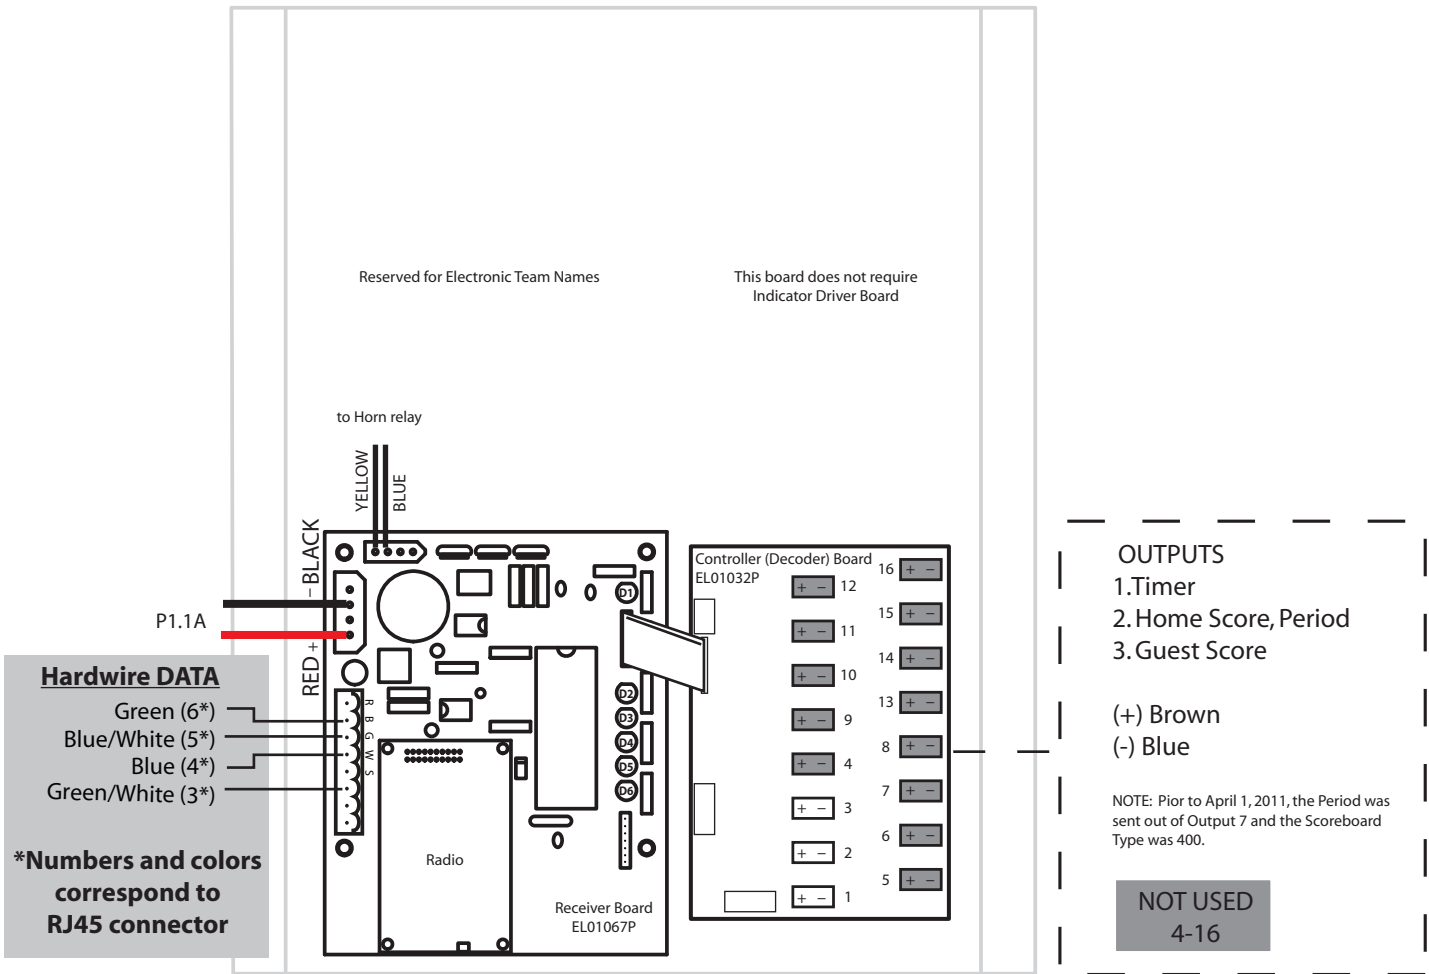 Reserved for Electronic Team Names
This board does not require
Indicator Driver Board
to Horn relay
YELLOW
BLUE
– BLACK
RED +
P1.1A
Hardwire DATA
Green (6*)
Blue/White (5*)
Blue (4*)
Green/White (3*)
*Numbers and colors
correspond to
RJ45 connector
R
B
G
W
S
D1
D2
D3
D4
D5
D6
Radio
Receiver Board
EL01067P
Controller (Decoder) Board
EL01032P
+ – 12
+ – 11
+ – 10
+ – 9
+ – 4
+ – 3
+ – 2
+ – 1
16 + –
15 + –
14 + –
13 + –
8 + –
7 + –
6 + –
5 + –
OUTPUTS
1.Timer
2. Home Score, Period
3. Guest Score
(+) Brown
(-) Blue
NOTE: Pior to April 1, 2011, the Period was
sent out of Output 7 and the Scoreboard
Type was 400.
NOT USED
4-16